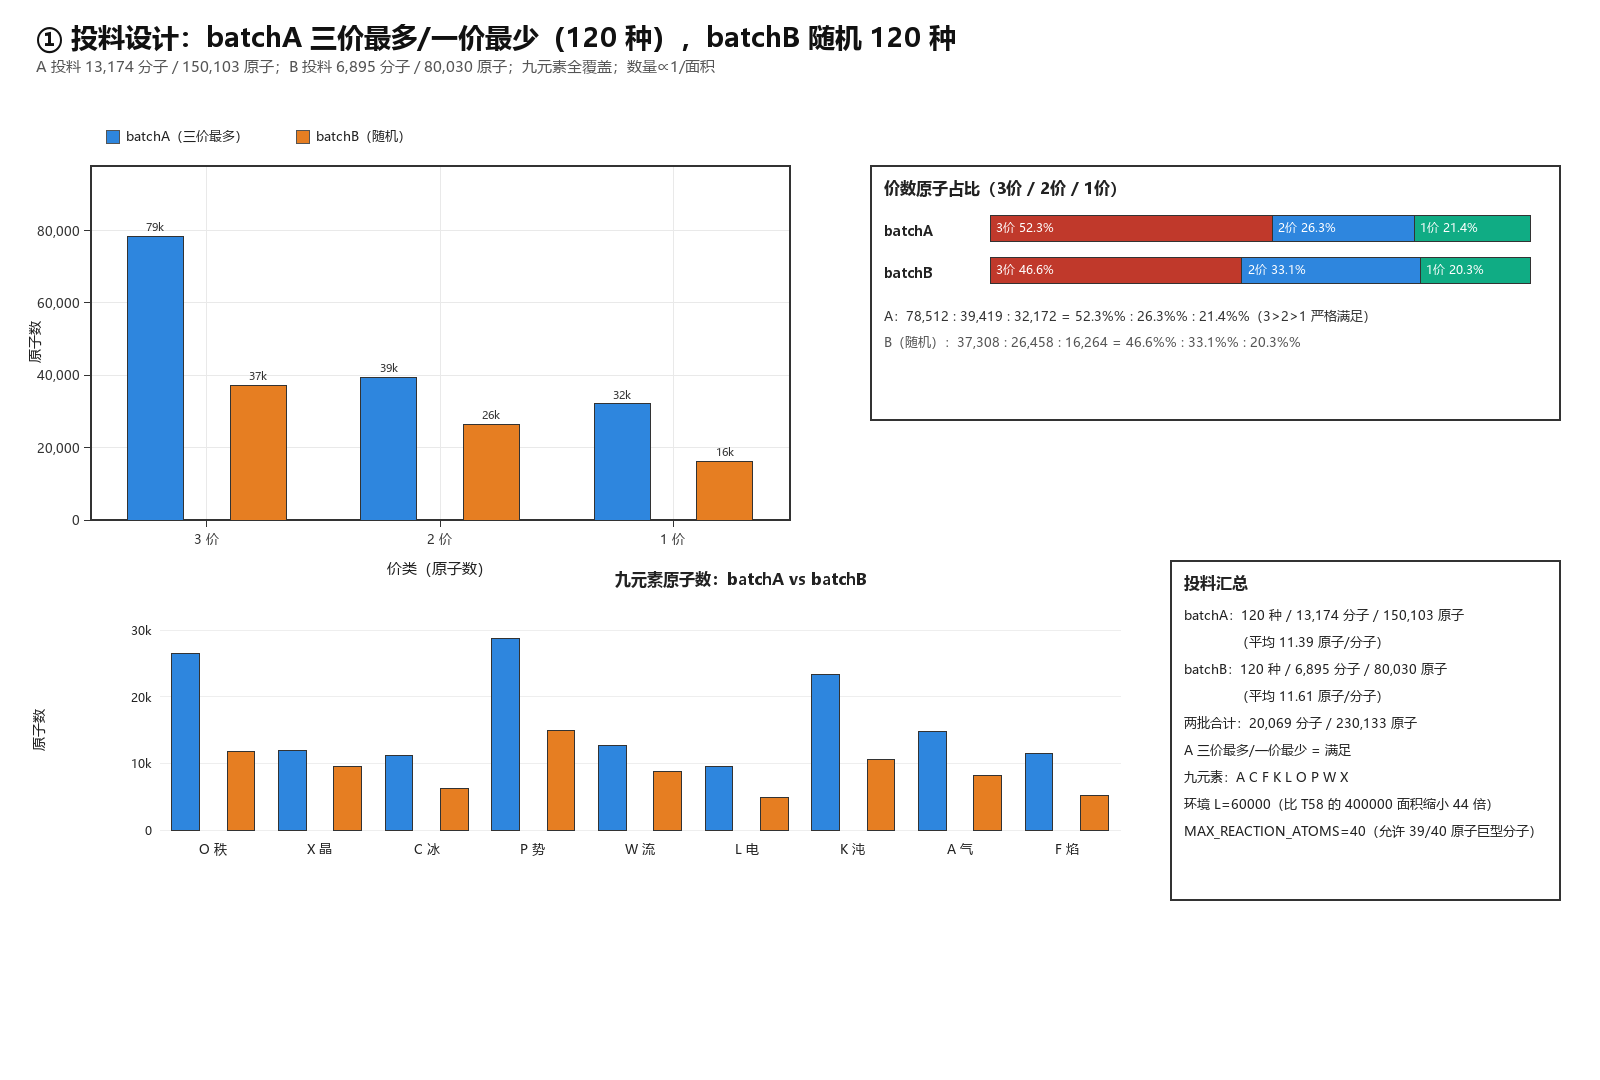 ① 投料设计：batchA 三价最多/一价最少（120 种），batchB 随机 120 种
A 投料 13,174 分子 / 150,103 原子；B 投料 6,895 分子 / 80,030 原子；九元素全覆盖；数量∝1/面积
batchA（三价最多）
batchB（随机）
原子数
80,000
60,000
40,000
20,000
0
79k
37k
39k
26k
32k
16k
3 价
2 价
1 价
价类（原子数）
价数原子占比（3价 / 2价 / 1价）
batchA
3价 52.3%
2价 26.3%
1价 21.4%
batchB
3价 46.6%
2价 33.1%
1价 20.3%
A：78,512 : 39,419 : 32,172 = 52.3%% : 26.3%% : 21.4%%（3>2>1 严格满足）
B（随机）：37,308 : 26,458 : 16,264 = 46.6%% : 33.1%% : 20.3%%
九元素原子数：batchA vs batchB
原子数
30k
20k
10k
0
O 秩
X 晶
C 冰
P 势
W 流
L 电
K 沌
A 气
F 焰
投料汇总
batchA：120 种 / 13,174 分子 / 150,103 原子
（平均 11.39 原子/分子）
batchB：120 种 / 6,895 分子 / 80,030 原子
（平均 11.61 原子/分子）
两批合计：20,069 分子 / 230,133 原子
A 三价最多/一价最少 = 满足
九元素：A C F K L O P W X
环境 L=60000（比 T58 的 400000 面积缩小 44 倍）
MAX_REACTION_ATOMS=40（允许 39/40 原子巨型分子）